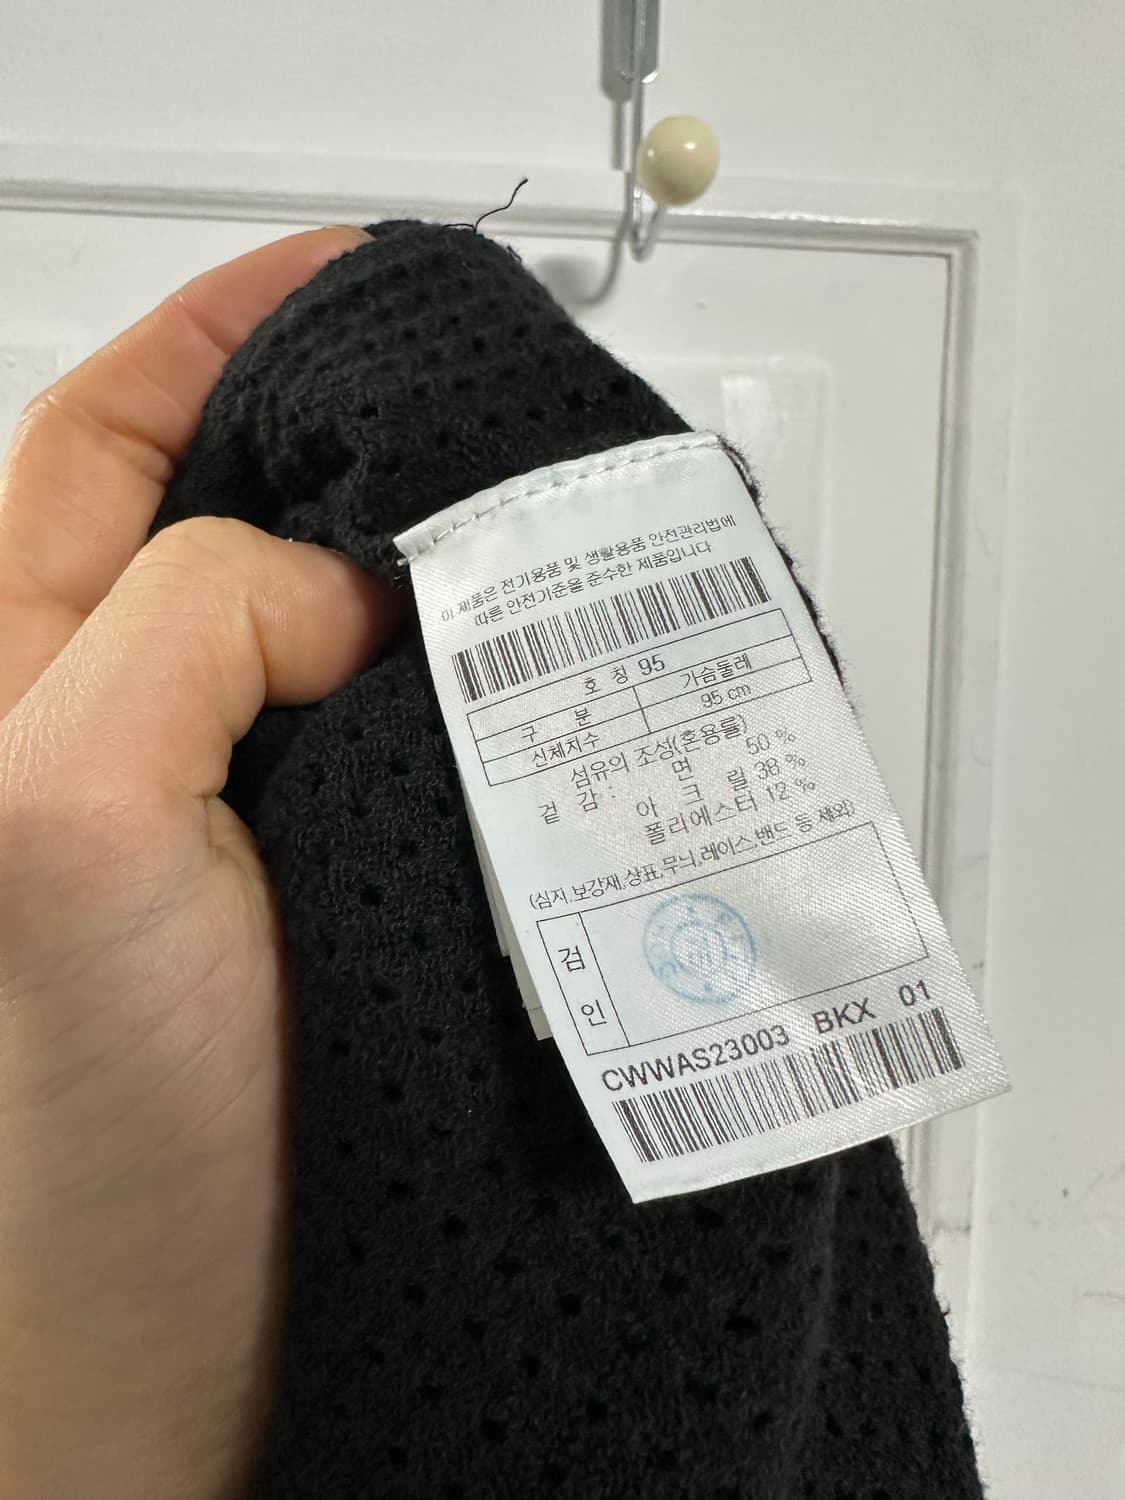 이 제품은 전기용품 및 생활용품 안전관리법에
따른 안전기준을 준수한 제품입니다
호 칭 95
구 분 가슴둘레
신체치수 95 cm
섬유의 조성(혼용률)
겉 감 : 면 50 %
아 크 릴 38 %
폴리에스터 12 %
(심지,보강재,상표,무늬,레이스,밴드 등 제외)
검
인
CWWAS23003 BKX 01